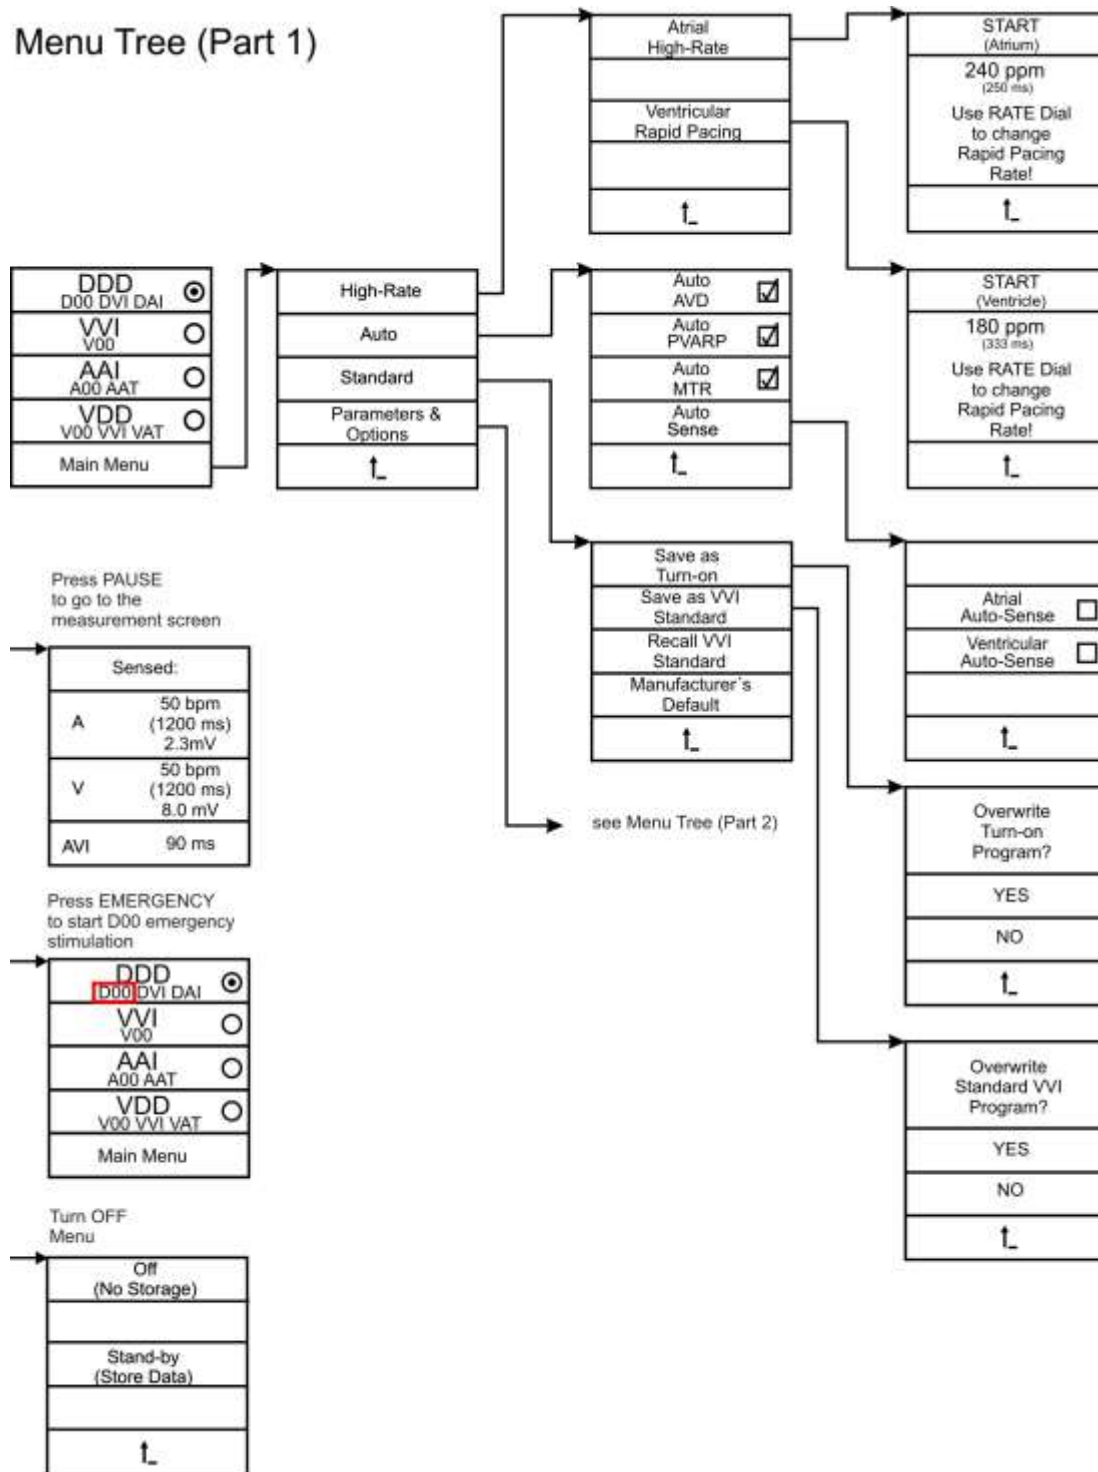 Menu Tree (Part 1)
Atrial
High-Rate
Ventricular
Rapid Pacing
START
(Atrium)
240 ppm
(250 ms)
Use RATE Dial
to change
Rapid Pacing
Rate!
DDD
D00 DVI DAI
VVI
V00
AAI
A00 AAT
VDD
V00 VVI VAT
Main Menu
High-Rate
Auto
Standard
Parameters &
Options
Auto
AVD
Auto
PVARP
Auto
MTR
Auto
Sense
START
(Ventricle)
180 ppm
(333 ms)
Use RATE Dial
to change
Rapid Pacing
Rate!
Save as
Turn-on
Save as VVI
Standard
Recall VVI
Standard
Manufacturer´s
Default
Atrial
Auto-Sense
Ventricular
Auto-Sense
see Menu Tree (Part 2)
Overwrite
Turn-on
Program?
YES
NO
Overwrite
Standard VVI
Program?
YES
NO
Press PAUSE
to go to the
measurement screen
Sensed:
A 50 bpm
(1200 ms)
2.3mV
V 50 bpm
(1200 ms)
8.0 mV
AVI 90 ms
Press EMERGENCY
to start D00 emergency
stimulation
DDD
D00 DVI DAI
VVI
V00
AAI
A00 AAT
VDD
V00 VVI VAT
Main Menu
Turn OFF
Menu
Off
(No Storage)
Stand-by
(Store Data)